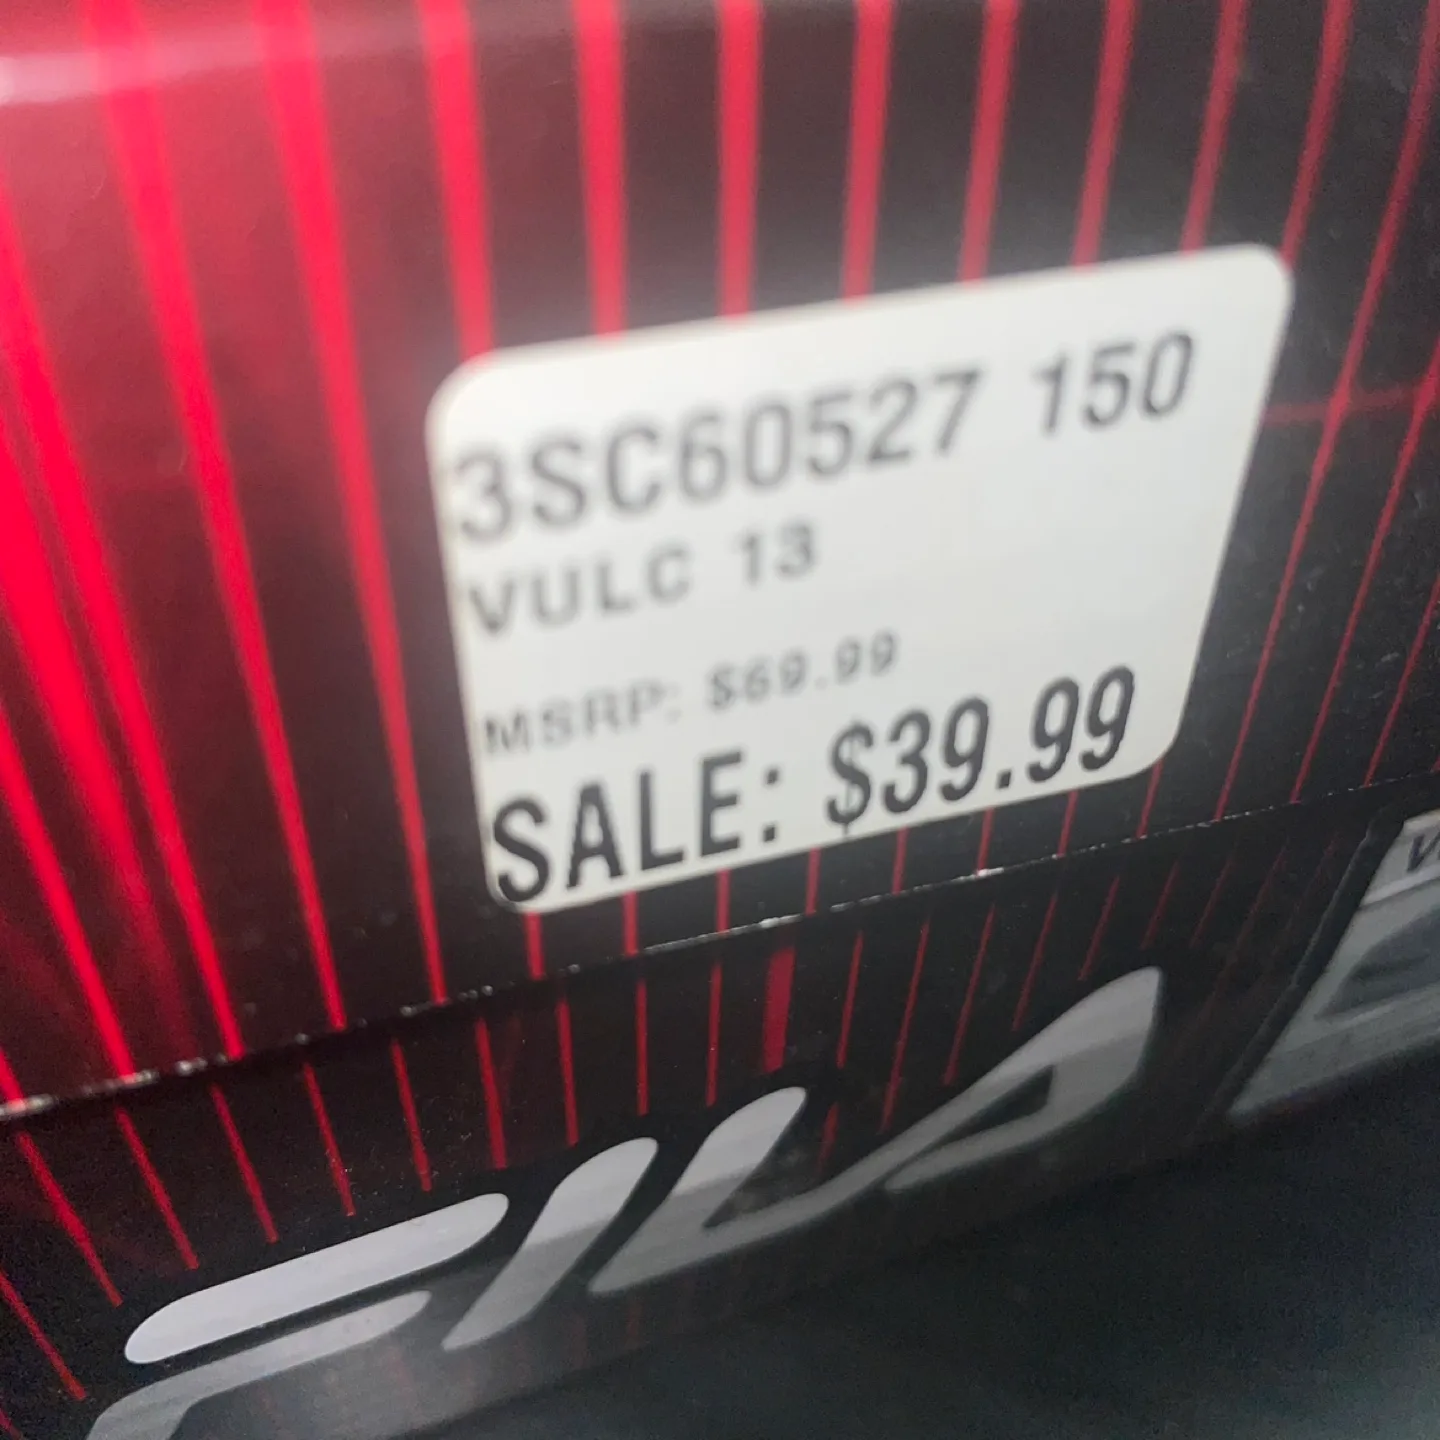 3SC60527 150
VULC 13
MSRP: $69.99
SALE: $39.99
FILA